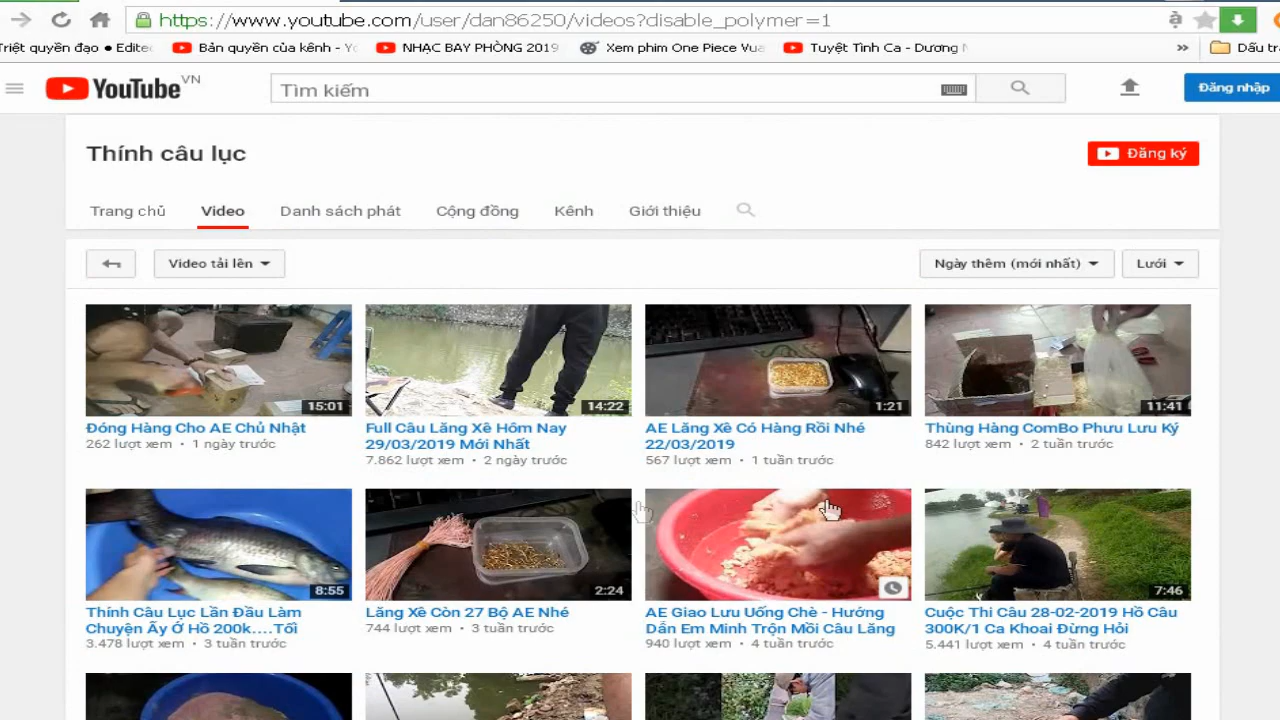 https://www.youtube.com/user/dan86250/videos?disable_polymer=1
Triệt quyền đạo ● Edite
Bản quyền của kênh - Yo
NHẠC BAY PHÒNG 2019
Xem phim One Piece Vua
Tuyệt Tình Ca - Dương
»
Dấu tr
YouTube VN
Tìm kiếm
Đăng nhập
Thính câu lục
Đăng ký
Trang chủ
Video
Danh sách phát
Cộng đồng
Kênh
Giới thiệu
Video tải lên
Ngày thêm (mới nhất)
Lưới
15:01
14:22
1:21
11:41
Đóng Hàng Cho AE Chủ Nhật
262 lượt xem • 1 ngày trước
Full Câu Lăng Xê Hôm Nay
29/03/2019 Mới Nhất
7.862 lượt xem • 2 ngày trước
AE Lăng Xê Có Hàng Rồi Nhé
22/03/2019
567 lượt xem • 1 tuần trước
Thùng Hàng ComBo Phưu Lưu Ký
842 lượt xem • 2 tuần trước
8:55
2:24
7:46
Thính Câu Lục Lần Đầu Làm
Chuyện Ấy Ở Hồ 200k....Tối
3.478 lượt xem • 3 tuần trước
Lăng Xê Còn 27 Bộ AE Nhé
744 lượt xem • 3 tuần trước
AE Giao Lưu Uống Chè - Hướng
Dẫn Em Minh Trộn Mồi Câu Lăng
940 lượt xem • 4 tuần trước
Cuộc Thi Câu 28-02-2019 Hồ Câu
300K/1 Ca Khoai Đừng Hỏi
5.441 lượt xem • 4 tuần trước